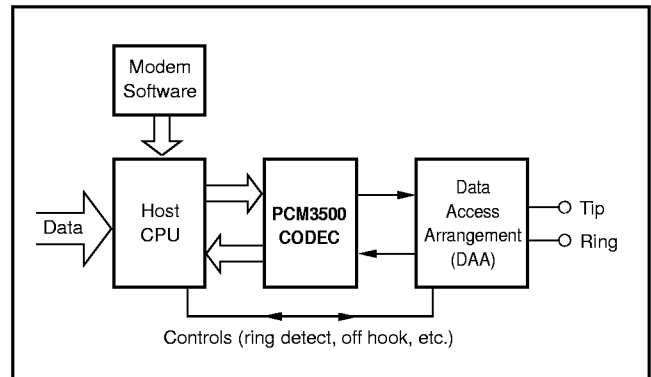 Modem
Software
Data
Host
CPU
PCM3500
CODEC
Data
Access
Arrangement
(DAA)
Tip
Ring
Controls (ring detect, off hook, etc.)